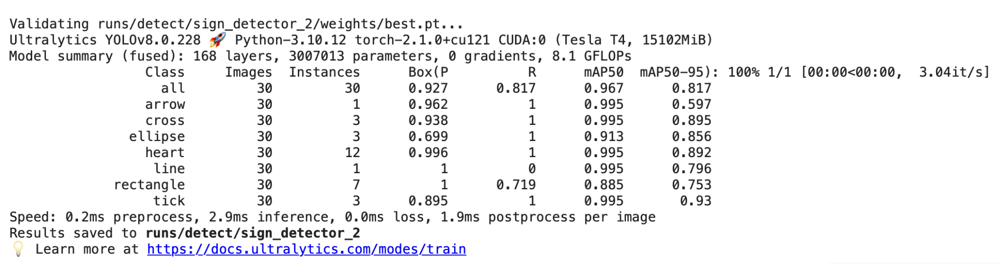 Validating runs/detect/sign_detector_2/weights/best.pt...
Ultralytics YOLOv8.0.228 🚀 Python-3.10.12 torch-2.1.0+cu121 CUDA:0 (Tesla T4, 15102MiB)
Model summary (fused): 168 layers, 3007013 parameters, 0 gradients, 8.1 GFLOPs
Class Images Instances Box(P R mAP50 mAP50-95): 100% 1/1 [00:00<00:00, 3.04it/s]
all 30 30 0.927 0.817 0.967 0.817
arrow 30 1 0.962 1 0.995 0.597
cross 30 3 0.938 1 0.995 0.895
ellipse 30 3 0.699 1 0.913 0.856
heart 30 12 0.996 1 0.995 0.892
line 30 1 1 0 0.995 0.796
rectangle 30 7 1 0.719 0.885 0.753
tick 30 3 0.895 1 0.995 0.93
Speed: 0.2ms preprocess, 2.9ms inference, 0.0ms loss, 1.9ms postprocess per image
Results saved to runs/detect/sign_detector_2
💡 Learn more at https://docs.ultralytics.com/modes/train